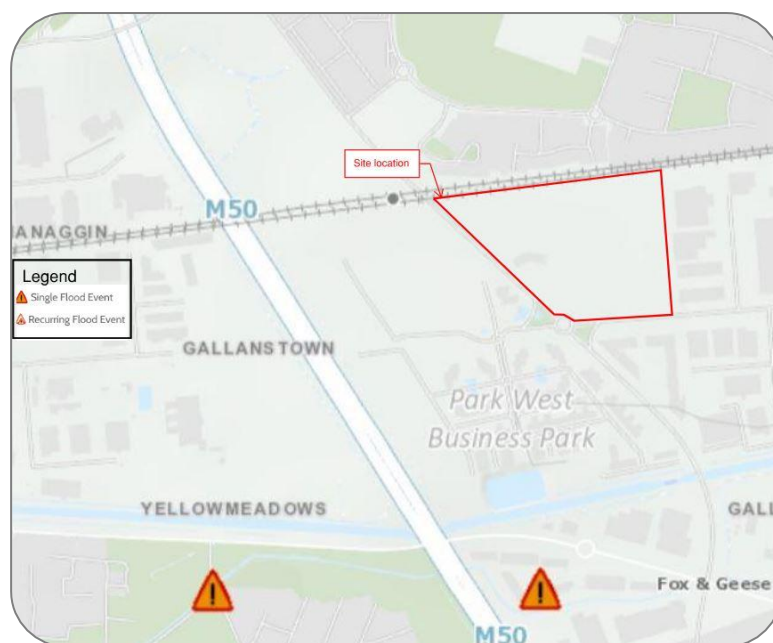 Site location
M50
ANAGGIN
Legend
Single Flood Event
Recurring Flood Event
GALLANSTOWN
Park West
Business Park
YELLOWMEADOWS
GALL
Fox & Geese
M50